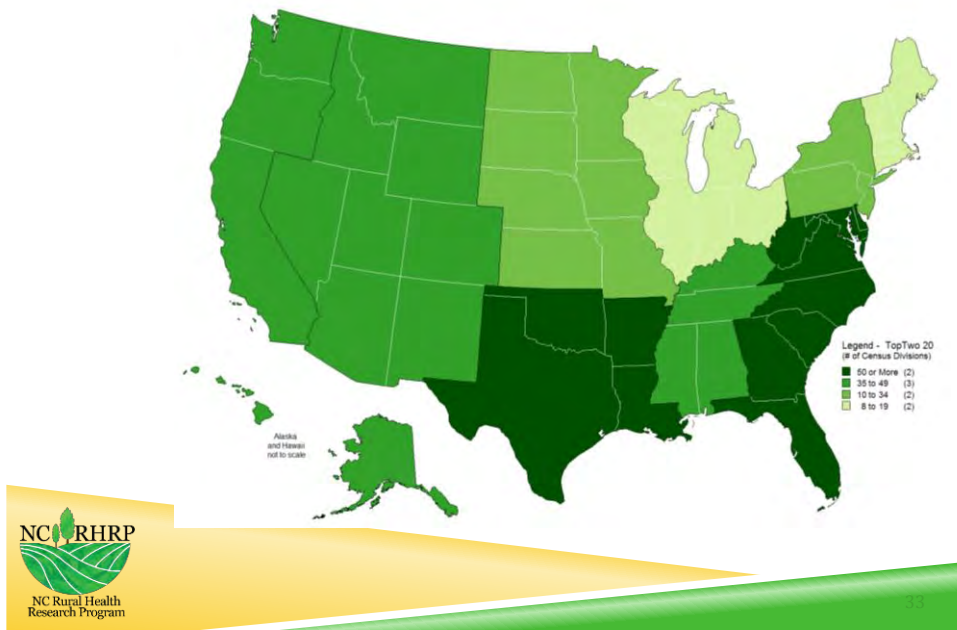 Legend - TopTwo 20
(# of Census Divisions)
50 or More (2)
35 to 49 (3)
10 to 34 (2)
8 to 19 (2)
Alaska
and Hawaii
not to scale
NC RHRP
NC Rural Health
Research Program
33